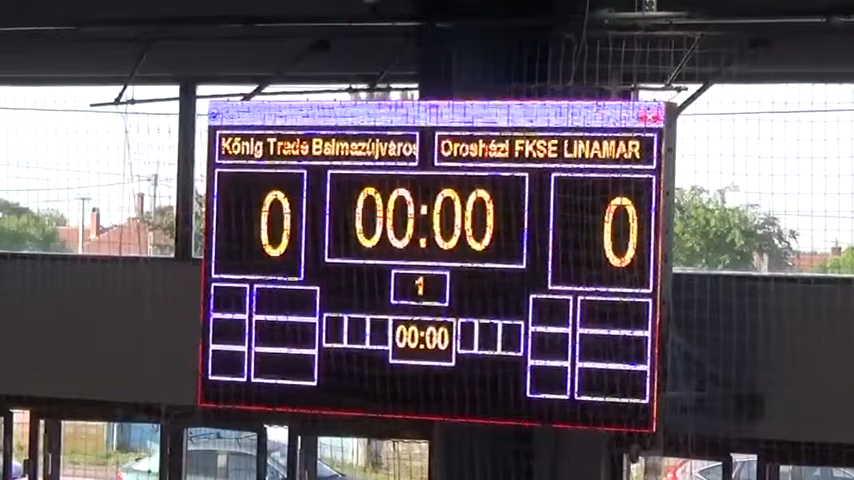 Kőnig Trade Balmazújváros
Orosházi FKSE LINAMAR
0
00:00
0
1
00:00